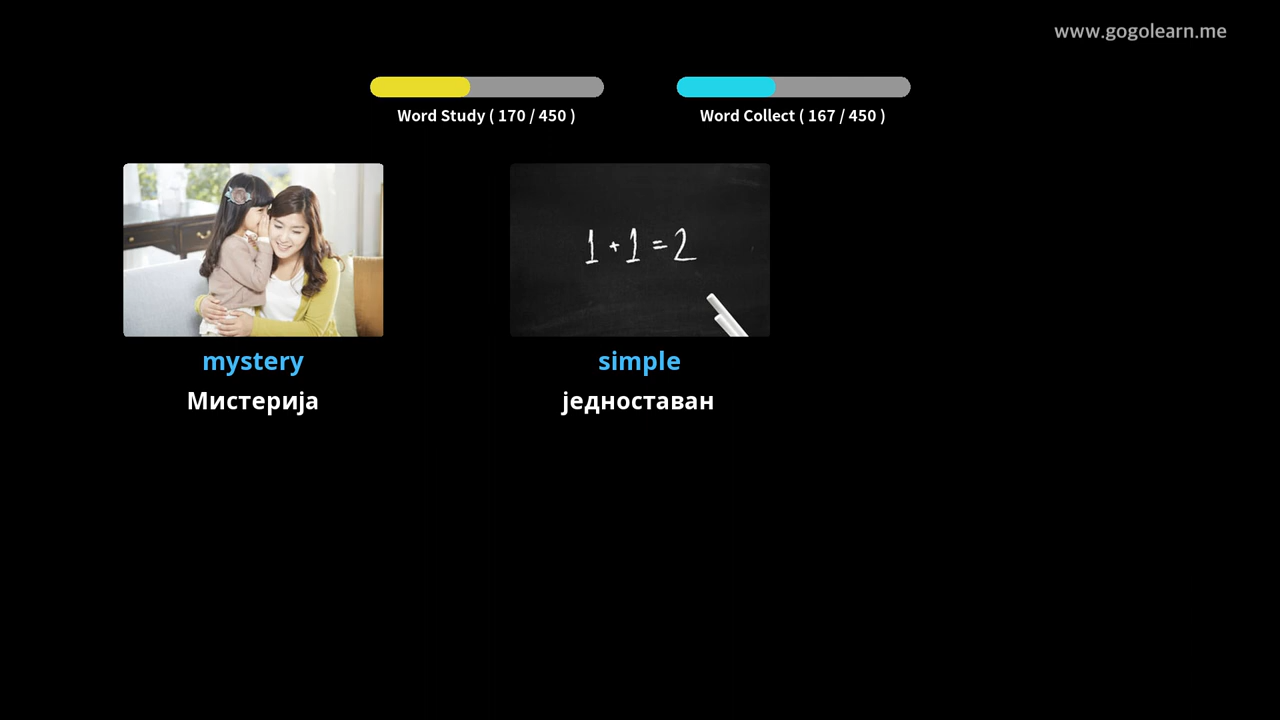 www.gogolearn.me
Word Study ( 170 / 450 )
Word Collect ( 167 / 450 )
1+1=2
mystery
simple
Мистерија
једноставан